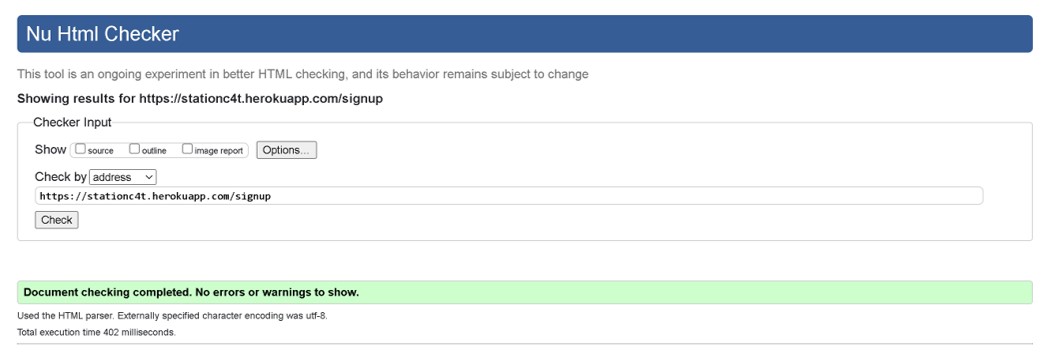 Nu Html Checker
This tool is an ongoing experiment in better HTML checking, and its behavior remains subject to change
Showing results for https://stationc4t.herokuapp.com/signup
Checker Input
Show source outline image report Options...
Check by address
https://stationc4t.herokuapp.com/signup
Check
Document checking completed. No errors or warnings to show.
Used the HTML parser. Externally specified character encoding was utf-8.
Total execution time 402 milliseconds.